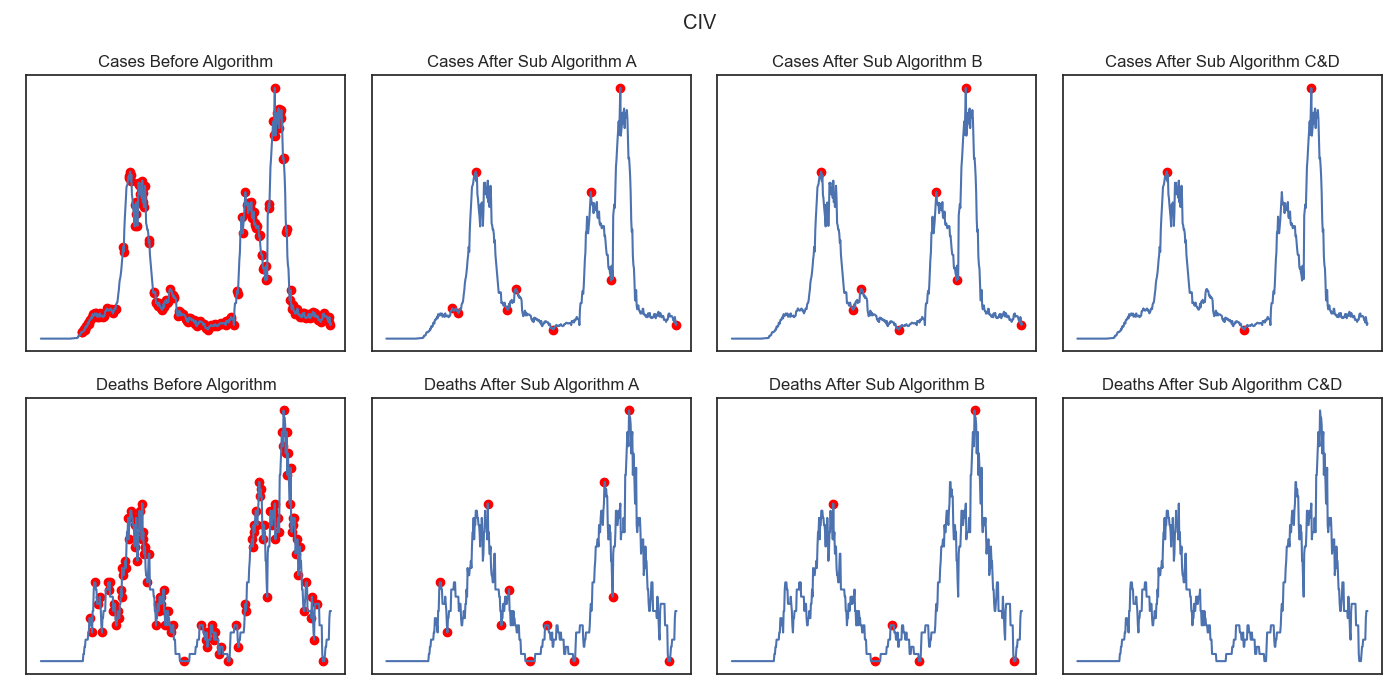 CIV
Cases Before Algorithm
Cases After Sub Algorithm A
Cases After Sub Algorithm B
Cases After Sub Algorithm C&D
Deaths Before Algorithm
Deaths After Sub Algorithm A
Deaths After Sub Algorithm B
Deaths After Sub Algorithm C&D